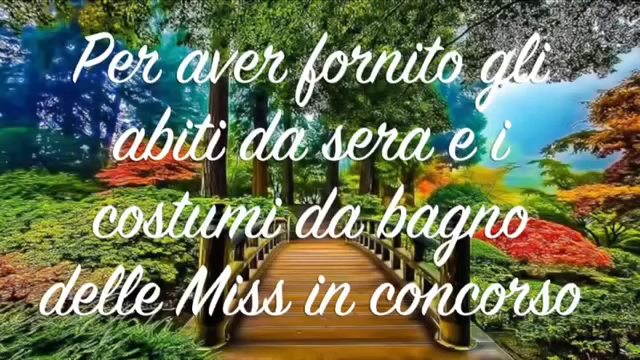 Per aver fornito gli
abiti da sera e i
costumi da bagno
delle Miss in concorso